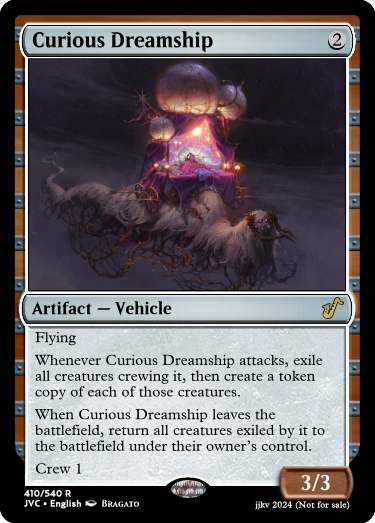 Curious Dreamship 2
Artifact — Vehicle
Flying
Whenever Curious Dreamship attacks, exile
all creatures crewing it, then create a token
copy of each of those creatures.
When Curious Dreamship leaves the
battlefield, return all creatures exiled by it to
the battlefield under their owner's control.
Crew 1
3/3
410/540 R
JVC • English BRAGATO
jjkv 2024 (Not for sale)